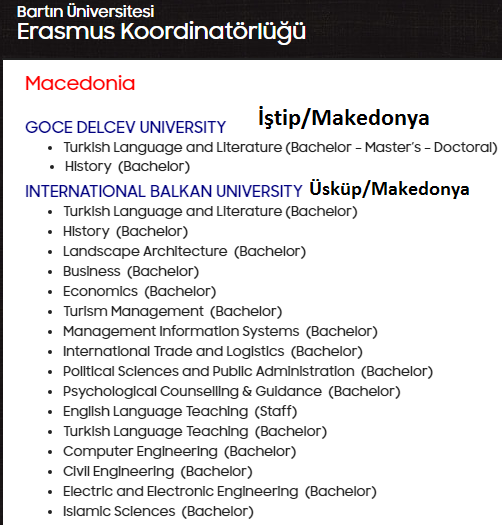 Bartın Üniversitesi
Erasmus Koordinatörlüğü
Macedonia
GOCE DELCEV UNIVERSITY İştip/Makedonya
• Turkish Language and Literature (Bachelor – Master's – Doctoral)
• History (Bachelor)
INTERNATIONAL BALKAN UNIVERSITY Üsküp/Makedonya
• Turkish Language and Literature (Bachelor)
• History (Bachelor)
• Landscape Architecture (Bachelor)
• Business (Bachelor)
• Economics (Bachelor)
• Turism Management (Bachelor)
• Management Information Systems (Bachelor)
• International Trade and Logistics (Bachelor)
• Political Sciences and Public Administration (Bachelor)
• Psychological Counselling & Guidance (Bachelor)
• English Language Teaching (Staff)
• Turkish Language Teaching (Bachelor)
• Computer Engineering (Bachelor)
• Civil Engineering (Bachelor)
• Electric and Electronic Engineering (Bachelor)
• Islamic Sciences (Bachelor)